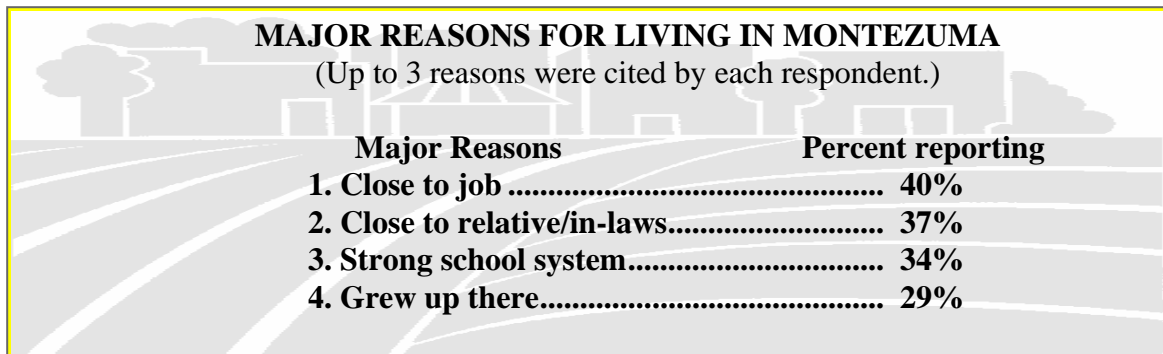 MAJOR REASONS FOR LIVING IN MONTEZUMA
(Up to 3 reasons were cited by each respondent.)
Major Reasons Percent reporting
1. Close to job ................................................ 40%
2. Close to relative/in-laws............................ 37%
3. Strong school system................................. 34%
4. Grew up there............................................ 29%